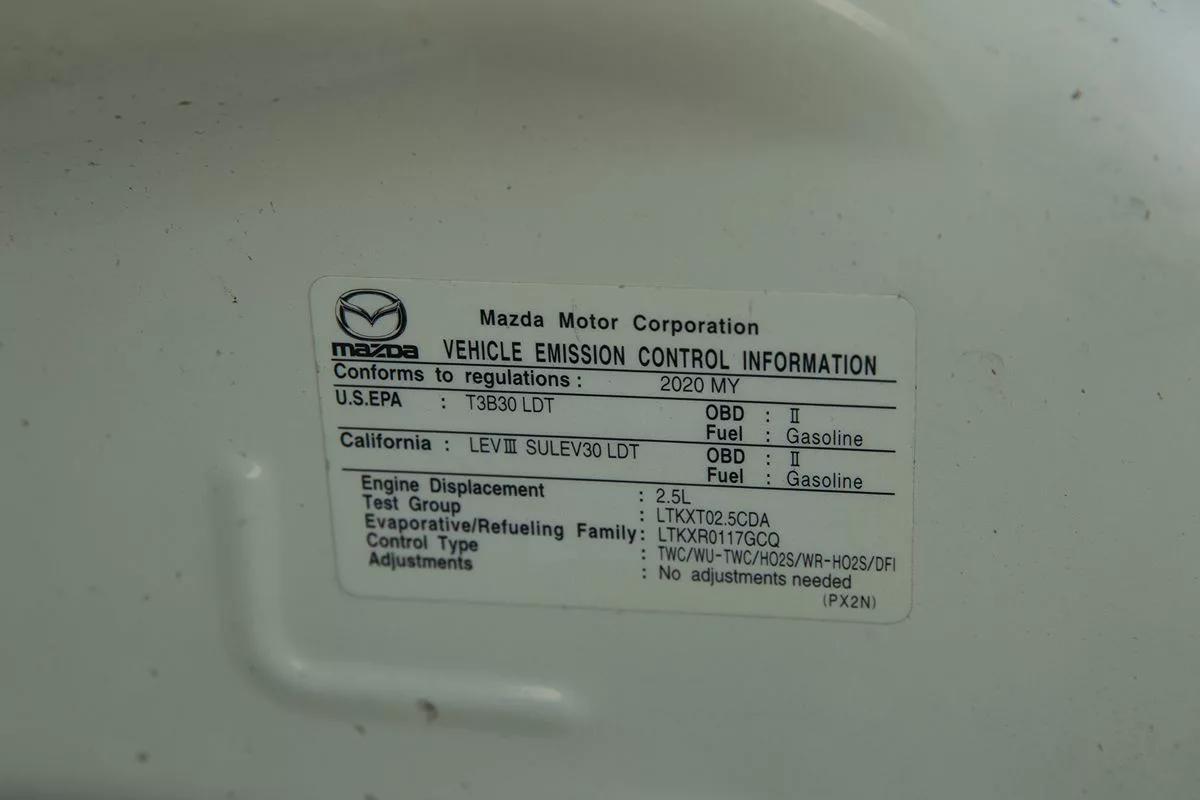 Mazda Motor Corporation
mazda VEHICLE EMISSION CONTROL INFORMATION
Conforms to regulations : 2020 MY
U.S.EPA : T3B30 LDT OBD : Ⅱ
Fuel : Gasoline
California : LEVⅢ SULEV30 LDT OBD : Ⅱ
Fuel : Gasoline
Engine Displacement : 2.5L
Test Group : LTKXT02.5CDA
Evaporative/Refueling Family : LTKXR0117GCQ
Control Type : TWC/WU-TWC/HO2S/WR-HO2S/DFI
Adjustments : No adjustments needed
(PX2N)